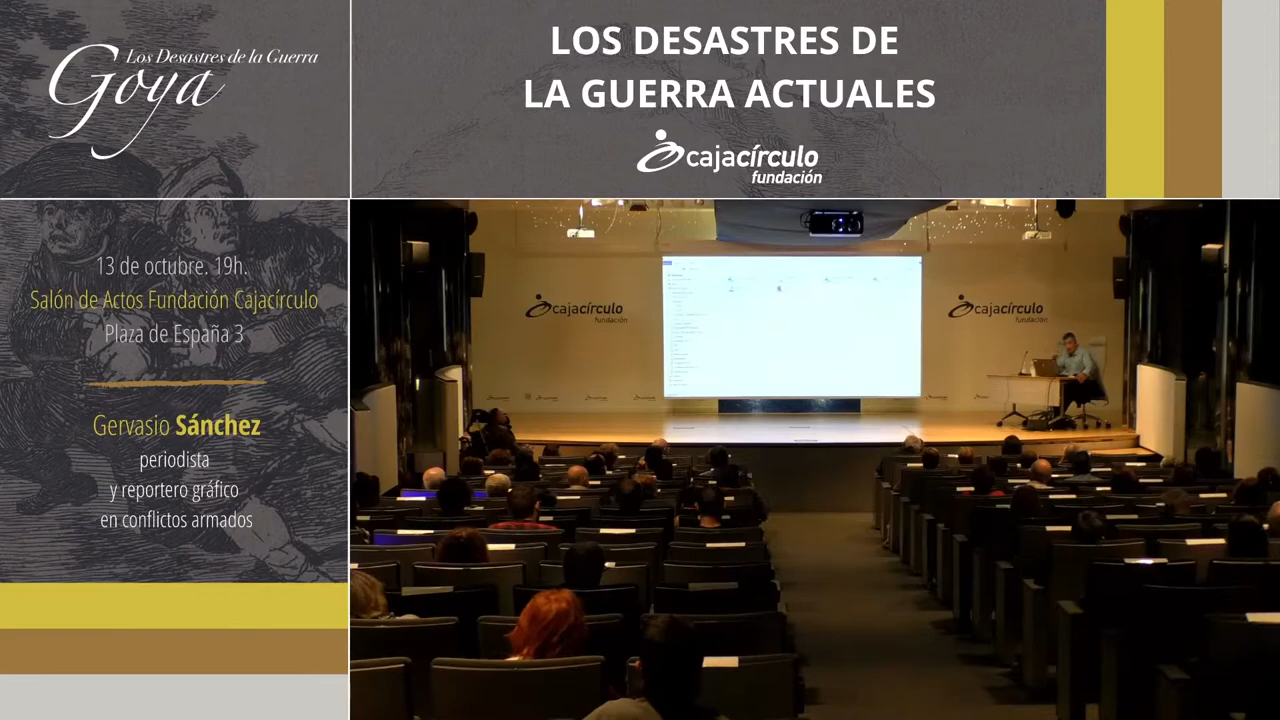 Los Desastres de la Guerra
Goya
LOS DESASTRES DE
LA GUERRA ACTUALES
cajacírculo
fundación
13 de octubre. 19h.
Salón de Actos Fundación Cajacírculo
Plaza de España 3
Gervasio Sánchez
periodista
y reportero gráfico
en conflictos armados
cajacírculo
fundación
cajacírculo
fundación